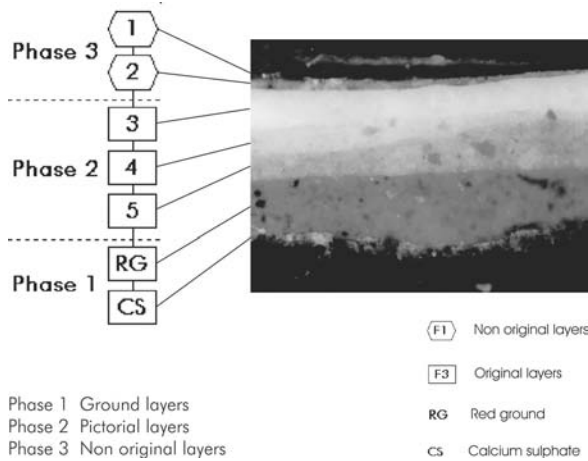 1
Phase 3
2
3
Phase 2
4
5
RG
Phase 1
CS
F1 Non original layers
F3 Original layers
RG Red ground
CS Calcium sulphate
Phase 1 Ground layers
Phase 2 Pictorial layers
Phase 3 Non original layers